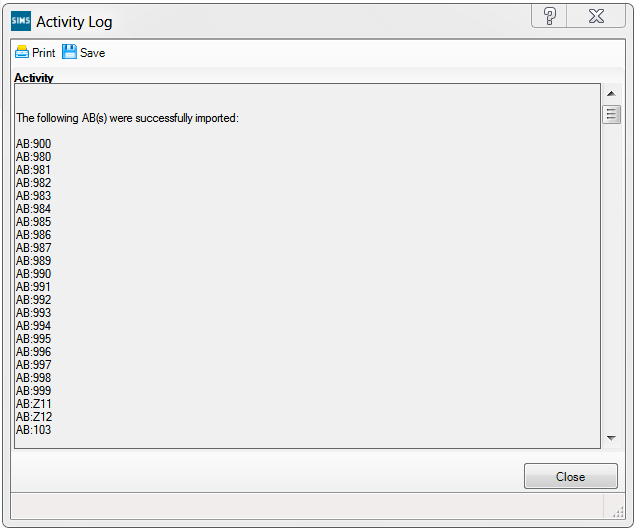 SIMS Activity Log
Print Save
Activity
The following AB(s) were successfully imported:
AB:900
AB:980
AB:981
AB:982
AB:983
AB:984
AB:985
AB:986
AB:987
AB:989
AB:990
AB:991
AB:992
AB:993
AB:994
AB:995
AB:996
AB:997
AB:998
AB:999
AB:Z11
AB:Z12
AB:103
Close